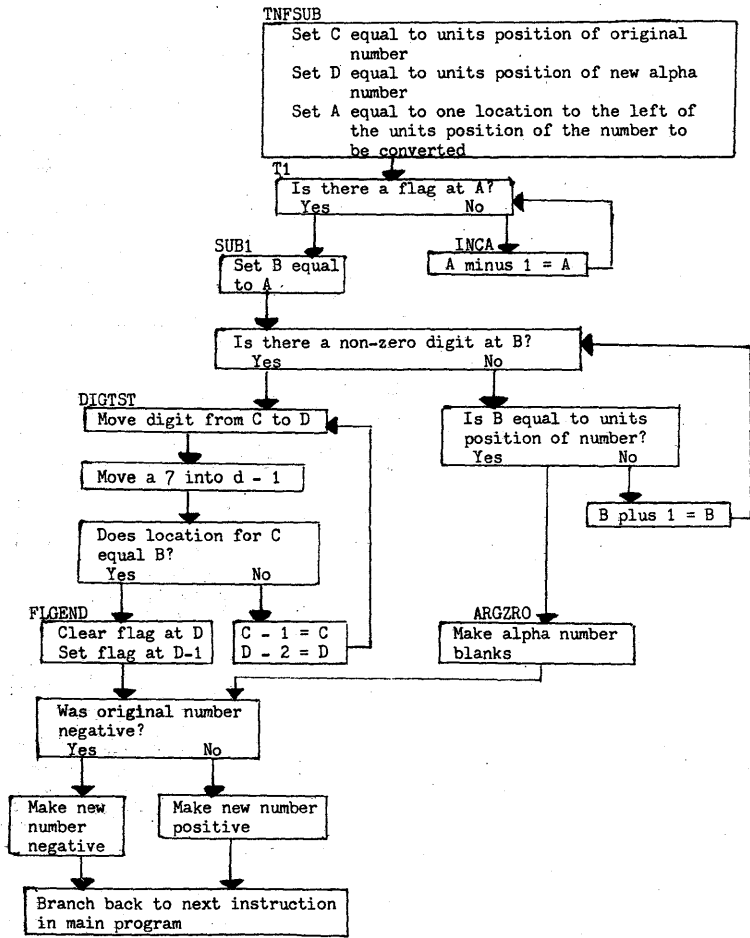 TNFSUB
Set C equal to units position of original
number
Set D equal to units position of new alpha
number
Set A equal to one location to the left of
the units position of the number to
be converted
T1
Is there a flag at A?
Yes No
SUB1
Set B equal
to A
INCA
A minus 1 = A
Is there a non-zero digit at B?
Yes No
DIGTST
Move digit from C to D
Is B equal to units
position of number?
Yes No
Move a 7 into d - 1
B plus 1 = B
Does location for C
equal B?
Yes No
FLGEND
Clear flag at D
Set flag at D-1
C - 1 = C
D - 2 = D
ARGZRO
Make alpha number
blanks
Was original number
negative?
Yes No
Make new
number
negative
Make new number
positive
Branch back to next instruction
in main program